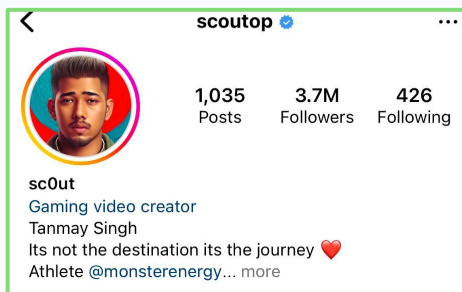 scoutop
1,035 3.7M 426
Posts Followers Following
sc0ut
Gaming video creator
Tanmay Singh
Its not the destination its the journey ❤️
Athlete @monsterenergy... more